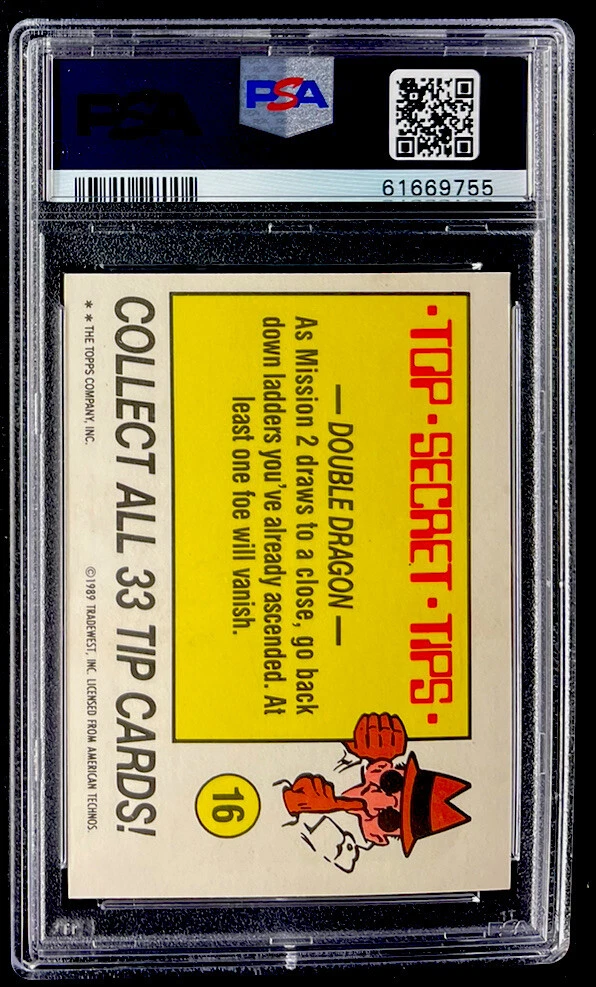 PSA
PSA
61669755
·TOP·SECRET·TIPS·
— DOUBLE DRAGON —
As Mission 2 draws to a close, go back
down ladders you've already ascended. At
least one foe will vanish.
16
COLLECT ALL 33 TIP CARDS!
* * THE TOPPS COMPANY, INC.
©1989 TRADEWEST, INC. LICENSED FROM AMERICAN TECHNOS.